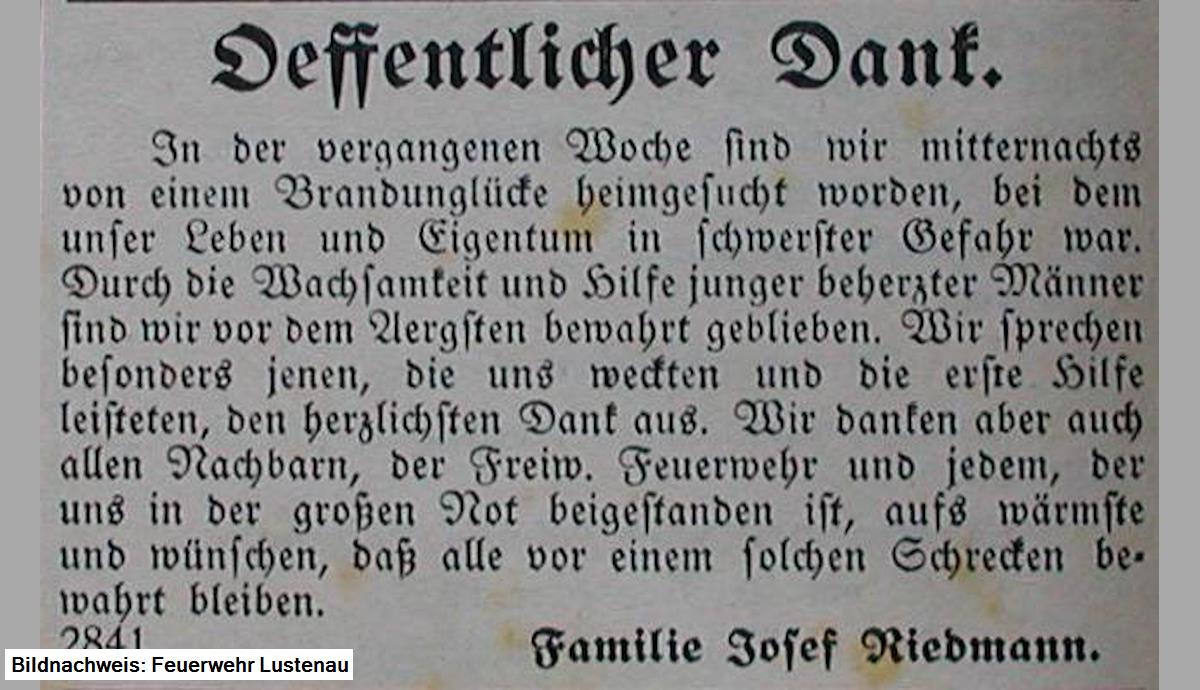 Oeffentlicher Dank.
In der vergangenen Woche sind wir mitternachts
von einem Brandunglücke heimgesucht worden, bei dem
unser Leben und Eigentum in schwerster Gefahr war.
Durch die Wachsamkeit und Hilfe junger beherzter Männer
sind wir vor dem Aergsten bewahrt geblieben. Wir sprechen
besonders jenen, die uns weckten und die erste Hilfe
leisteten, den herzlichsten Dank aus. Wir danken aber auch
allen Nachbarn, der Freiw. Feuerwehr und jedem, der
uns in der großen Not beigestanden ist, aufs wärmste
und wünschen, daß alle vor einem solchen Schrecken be-
wahrt bleiben.
2841
Familie Josef Riedmann.
Bildnachweis: Feuerwehr Lustenau